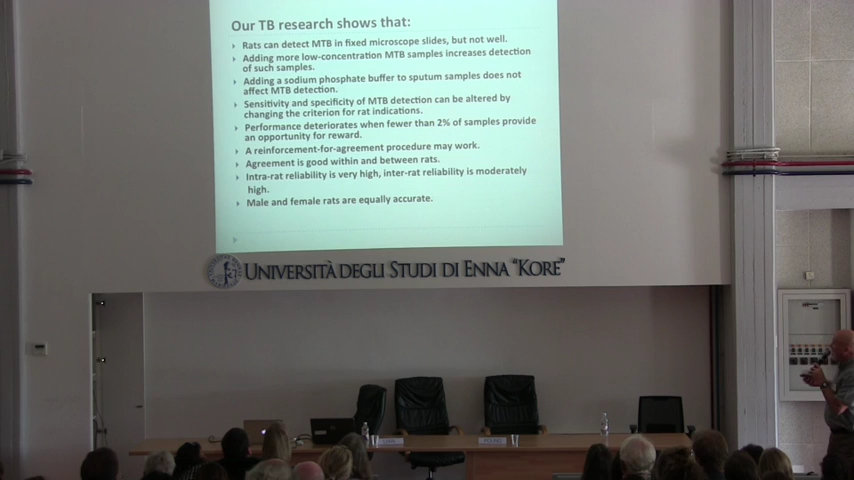 Our TB research shows that:
Rats can detect MTB in fixed microscope slides, but not well.
Adding more low-concentration MTB samples increases detection
of such samples.
Adding a sodium phosphate buffer to sputum samples does not
affect MTB detection.
Sensitivity and specificity of MTB detection can be altered by
changing the criterion for rat indications.
Performance deteriorates when fewer than 2% of samples provide
an opportunity for reward.
A reinforcement-for-agreement procedure may work.
Agreement is good within and between rats.
Intra-rat reliability is very high, inter-rat reliability is moderately
high.
Male and female rats are equally accurate.
UNIVERSITÀ DEGLI STUDI DI ENNA "KORE"